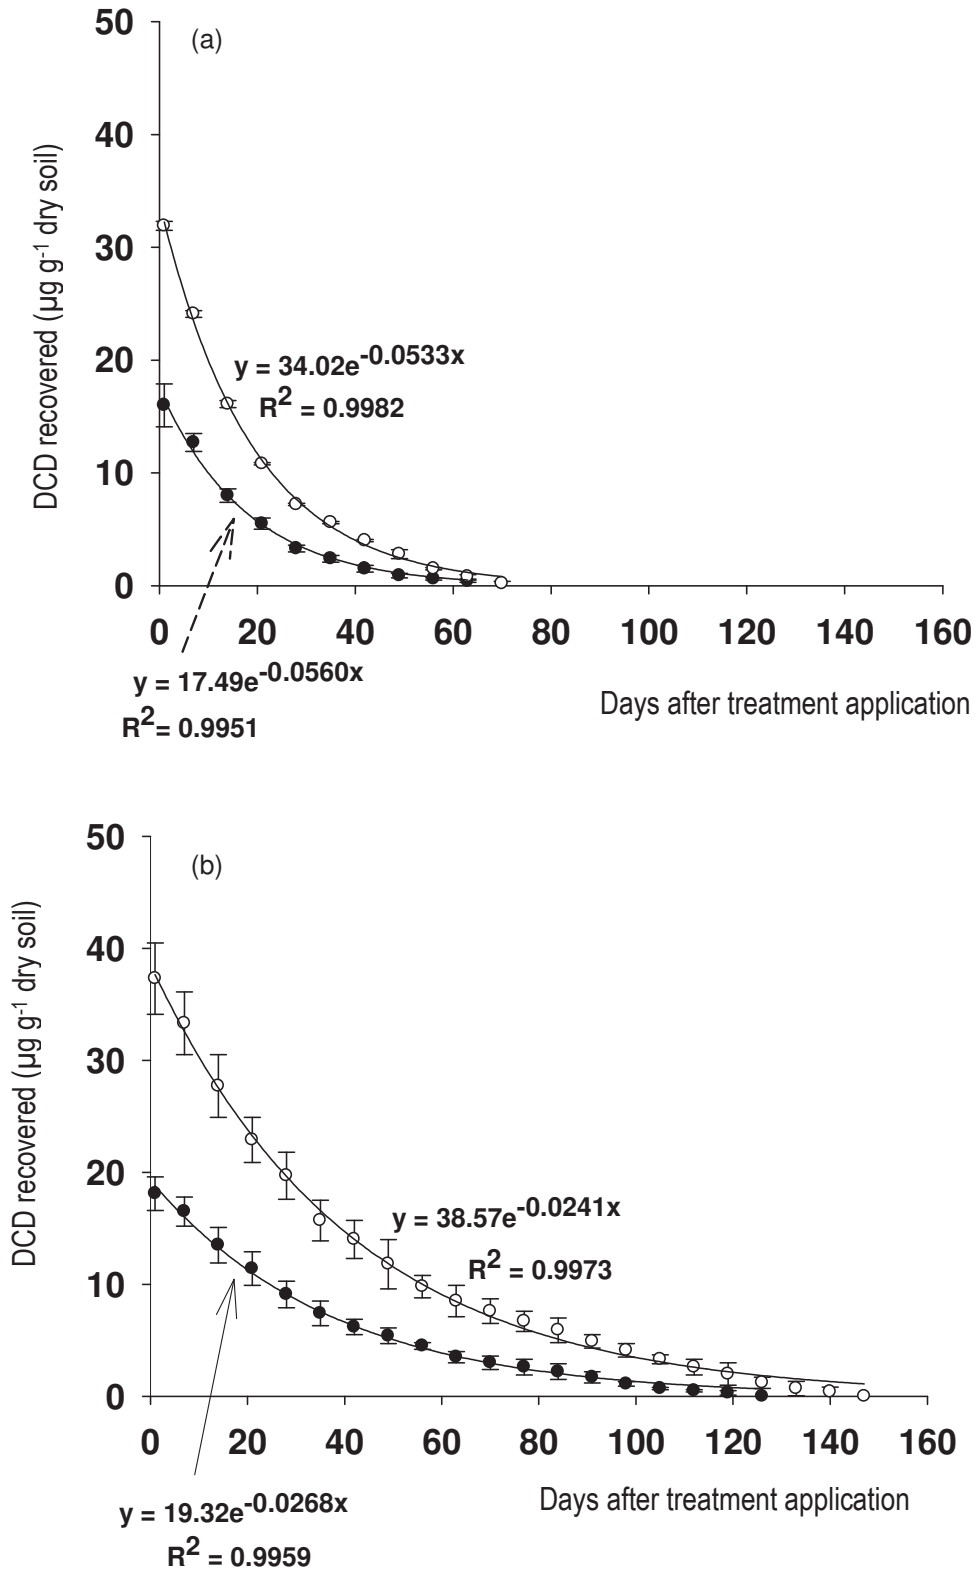 50
(a)
40
30
20
10
0
DCD recovered (µg g-1 dry soil)
y = 34.02e-0.0533x
R2 = 0.9982
0 20 40 60 80 100 120 140 160
y = 17.49e-0.0560x
R2= 0.9951
Days after treatment application
50
(b)
40
30
20
10
0
DCD recovered (µg g-1 dry soil)
y = 38.57e-0.0241x
R2 = 0.9973
0 20 40 60 80 100 120 140 160
y = 19.32e-0.0268x
R2 = 0.9959
Days after treatment application